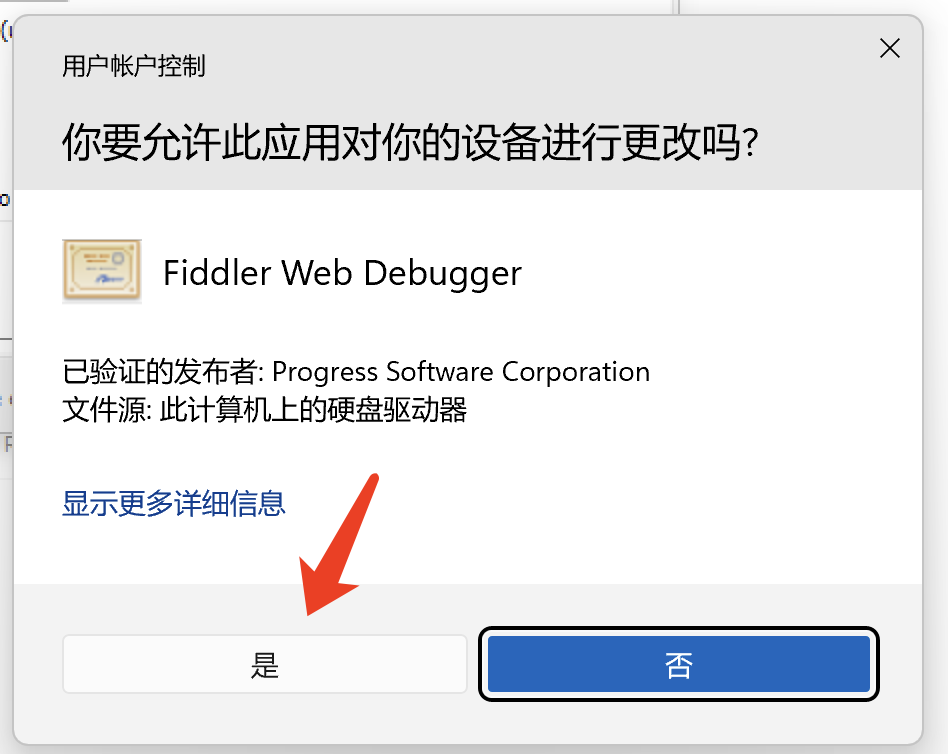 用户帐户控制
你要允许此应用对你的设备进行更改吗?
Fiddler Web Debugger
已验证的发布者: Progress Software Corporation
文件源: 此计算机上的硬盘驱动器
显示更多详细信息
是
否